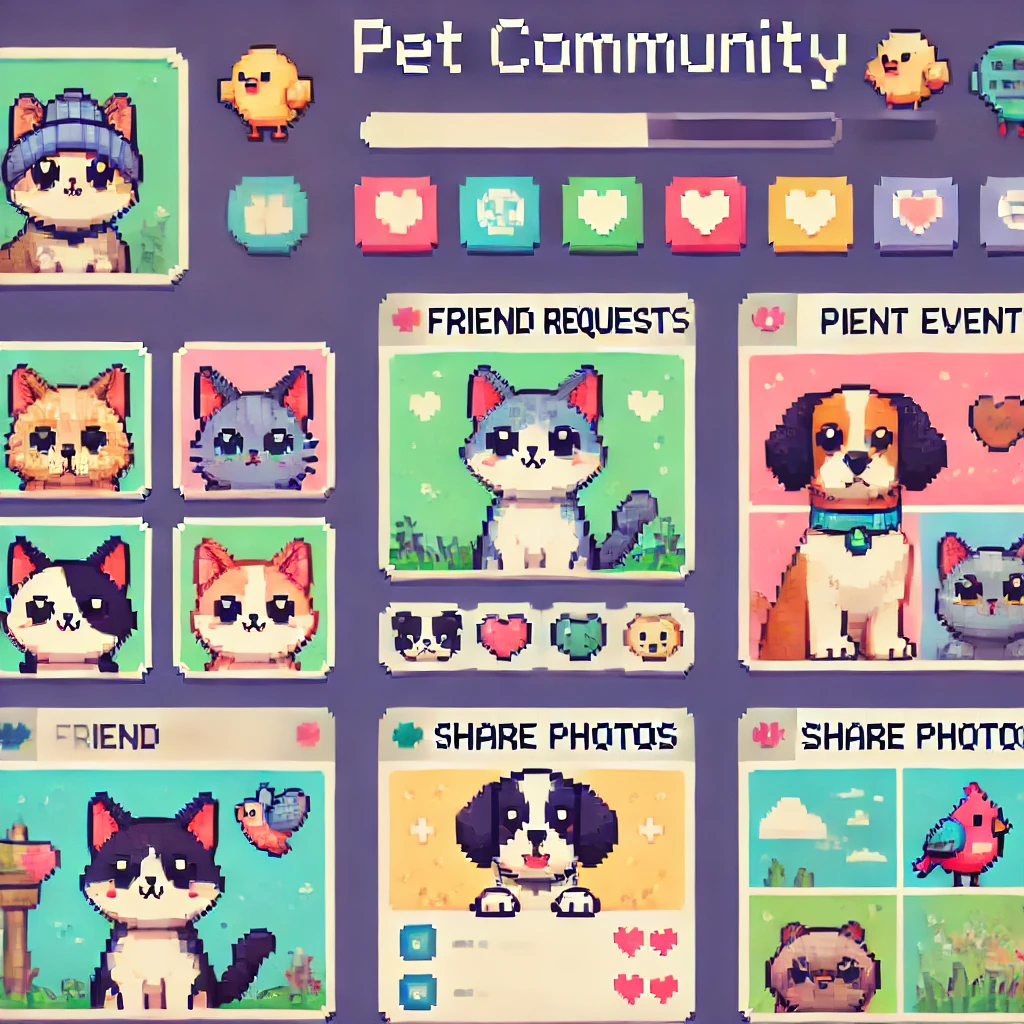 Pet Community
FRIEND REQUESTS
PIENT EVENT
FRIEND
SHARE PHOTOS
SHARE PHOTO